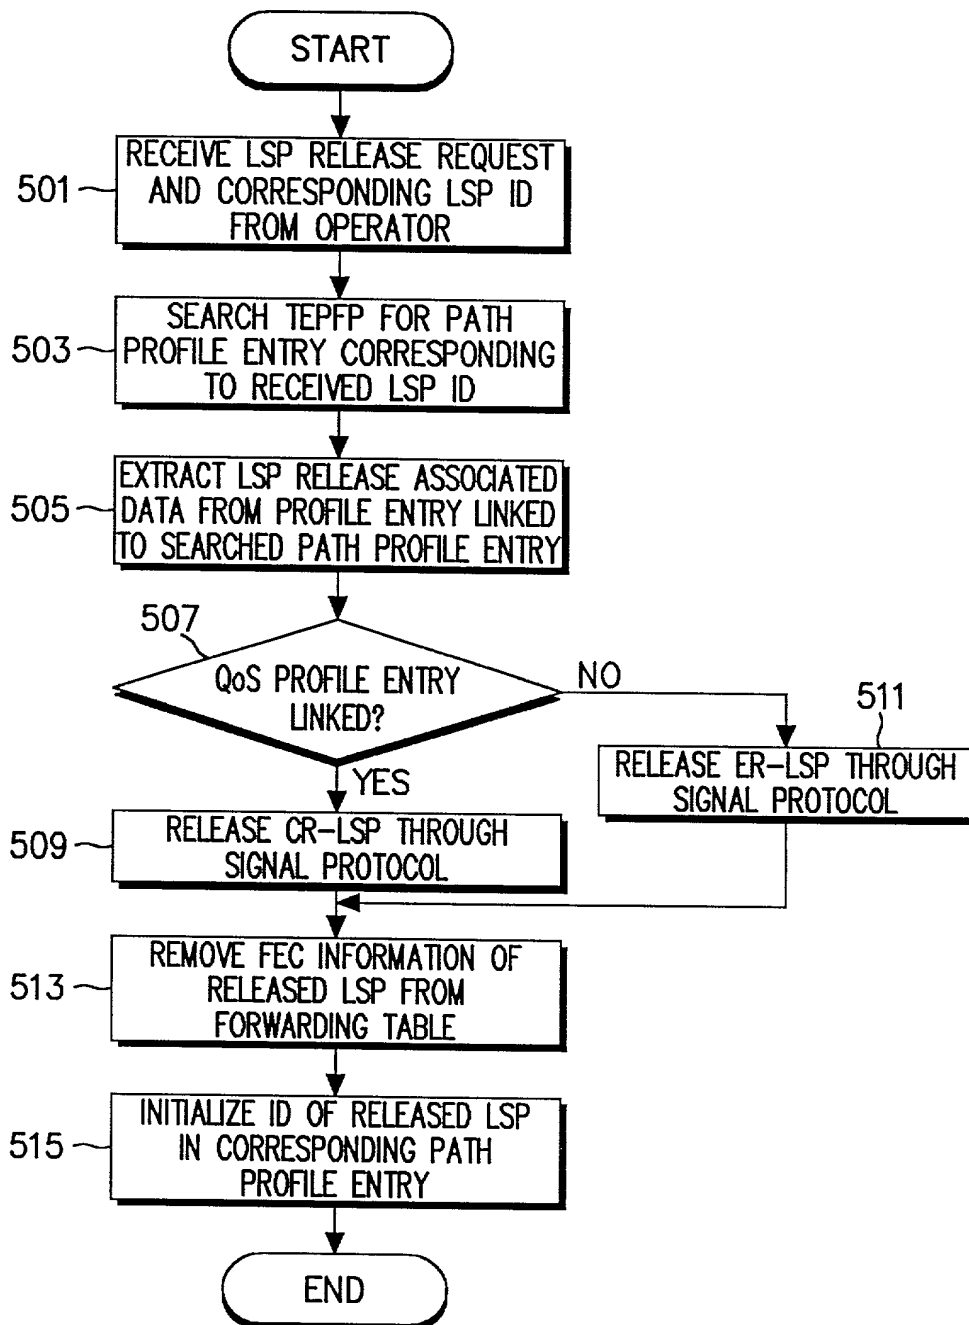 START
501
RECEIVE LSP RELEASE REQUEST
AND CORRESPONDING LSP ID
FROM OPERATOR
503
SEARCH TEPFP FOR PATH
PROFILE ENTRY CORRESPONDING
TO RECEIVED LSP ID
505
EXTRACT LSP RELEASE ASSOCIATED
DATA FROM PROFILE ENTRY LINKED
TO SEARCHED PATH PROFILE ENTRY
507
QoS PROFILE ENTRY
LINKED?
NO
YES
511
RELEASE ER-LSP THROUGH
SIGNAL PROTOCOL
509
RELEASE CR-LSP THROUGH
SIGNAL PROTOCOL
513
REMOVE FEC INFORMATION OF
RELEASED LSP FROM
FORWARDING TABLE
515
INITIALIZE ID OF RELEASED LSP
IN CORRESPONDING PATH
PROFILE ENTRY
END